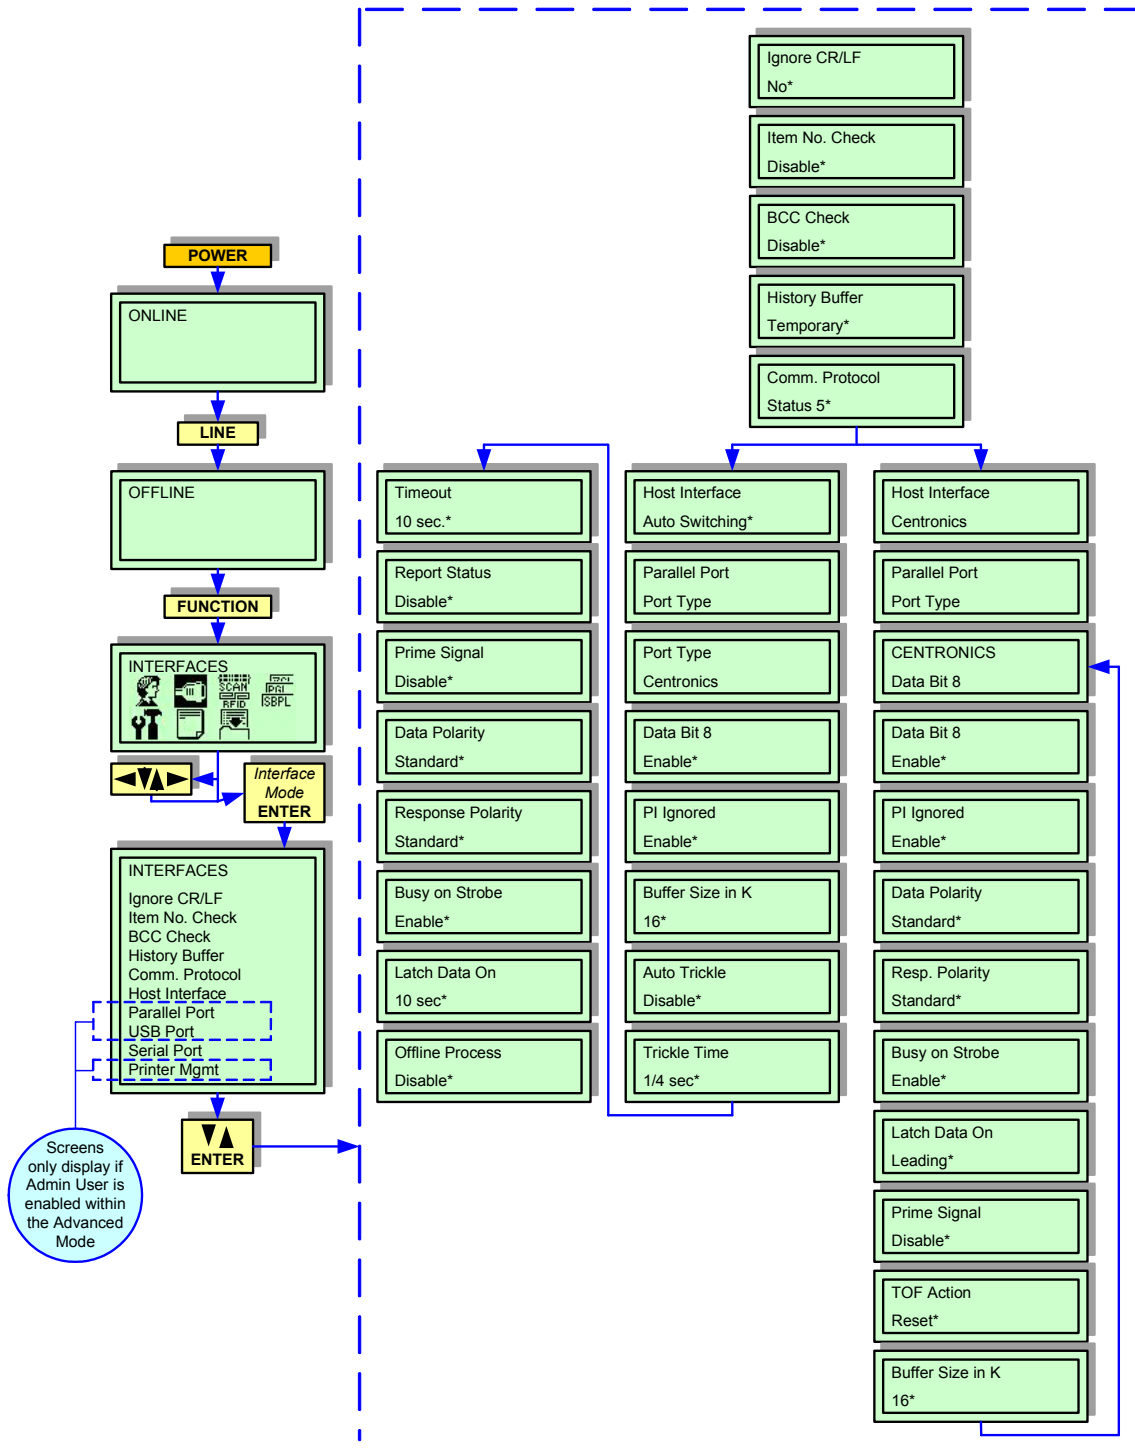 POWER
ONLINE
LINE
OFFLINE
FUNCTION
INTERFACES
SCAN
RFID
DPI
PGI
SBPL
Interface
Mode
ENTER
INTERFACES
Ignore CR/LF
Item No. Check
BCC Check
History Buffer
Comm. Protocol
Host Interface
Parallel Port
USB Port
Serial Port
Printer Mgmt
ENTER
Screens
only display if
Admin User is
enabled within
the Advanced
Mode
Ignore CR/LF
No*
Item No. Check
Disable*
BCC Check
Disable*
History Buffer
Temporary*
Comm. Protocol
Status 5*
Timeout
10 sec.*
Report Status
Disable*
Prime Signal
Disable*
Data Polarity
Standard*
Response Polarity
Standard*
Busy on Strobe
Enable*
Latch Data On
10 sec*
Offline Process
Disable*
Host Interface
Auto Switching*
Parallel Port
Port Type
Port Type
Centronics
Data Bit 8
Enable*
PI Ignored
Enable*
Buffer Size in K
16*
Auto Trickle
Disable*
Trickle Time
1/4 sec*
Host Interface
Centronics
Parallel Port
Port Type
CENTRONICS
Data Bit 8
Data Bit 8
Enable*
PI Ignored
Enable*
Data Polarity
Standard*
Resp. Polarity
Standard*
Busy on Strobe
Enable*
Latch Data On
Leading*
Prime Signal
Disable*
TOF Action
Reset*
Buffer Size in K
16*